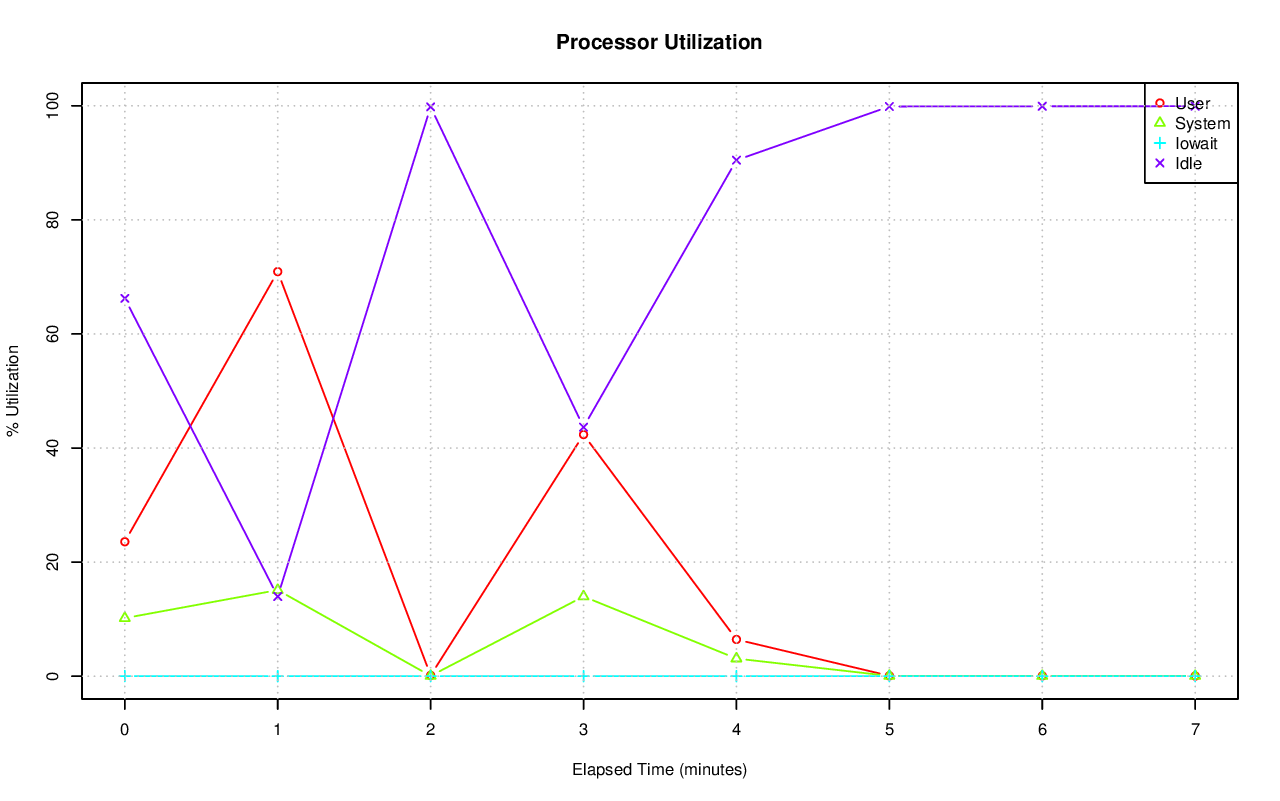 Processor Utilization
% Utilization
100
80
60
40
20
0
User
System
Iowait
Idle
0 1 2 3 4 5 6 7
Elapsed Time (minutes)